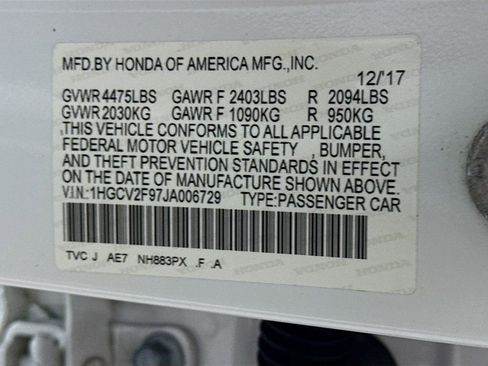 MFD.BY HONDA OF AMERICA MFG.,INC.
12/'17
GVWR 4475LBS GAWR F 2403LBS R 2094LBS
GVWR 2030KG GAWR F 1090KG R 950KG
,THIS VEHICLE CONFORMS TO ALL APPLICABLE
FEDERAL MOTOR VEHICLE SAFETY , BUMPER,
AND THEFT PREVENTION STANDARDS IN EFFECT
ON THE DATE OF MANUFACTURE SHOWN ABOVE.
V.I.N.:1HGCV2F97JA006729 TYPE:PASSENGER CAR
TVC J AE7 NH883PX .F .A